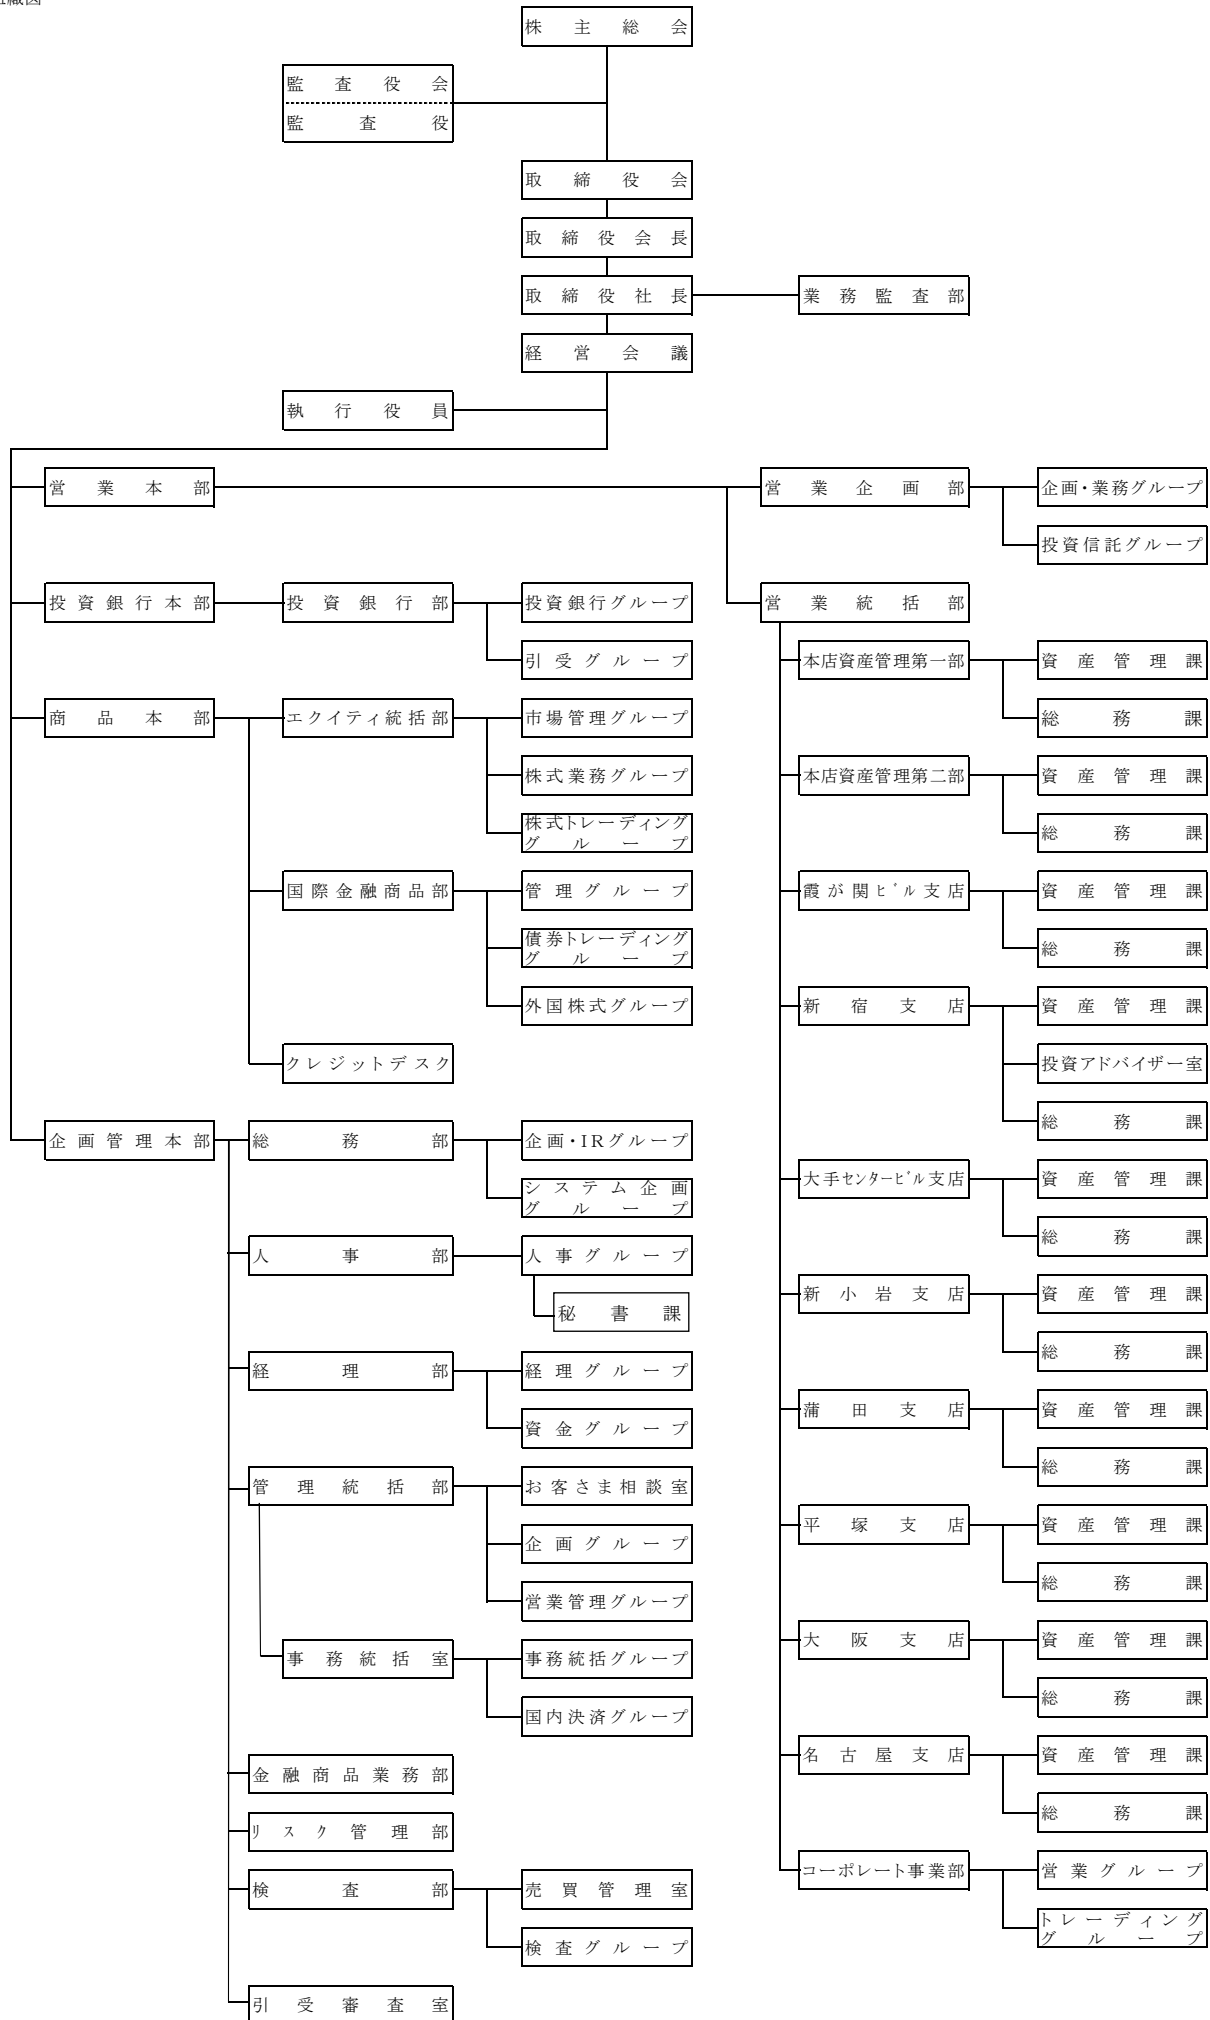 組織図
株主総会
監査役会
監査役
取締役会
取締役会長
取締役社長
業務監査部
経営会議
執行役員
営業本部
営業企画部
企画・業務グループ
投資信託グループ
投資銀行本部
投資銀行部
投資銀行グループ
営業統括部
引受グループ
本店資産管理第一部
資産管理課
商品本部
エクイティ統括部
市場管理グループ
総務課
株式業務グループ
本店資産管理第二部
資産管理課
株式トレーディング
グループ
総務課
国際金融商品部
管理グループ
霞が関ビル支店
資産管理課
債券トレーディング
グループ
総務課
外国株式グループ
新宿支店
資産管理課
クレジットデスク
投資アドバイザー室
企画管理本部
総務部
企画・IRグループ
総務課
システム企画
グループ
大手センタービル支店
資産管理課
人事部
人事グループ
総務課
秘書課
新小岩支店
資産管理課
経理部
経理グループ
総務課
資金グループ
蒲田支店
資産管理課
管理統括部
お客さま相談室
総務課
企画グループ
平塚支店
資産管理課
営業管理グループ
総務課
事務統括室
事務統括グループ
大阪支店
資産管理課
国内決済グループ
総務課
金融商品業務部
名古屋支店
資産管理課
リスク管理部
総務課
検査部
売買管理室
コーポレート事業部
営業グループ
検査グループ
トレーディング
グループ
引受審査室